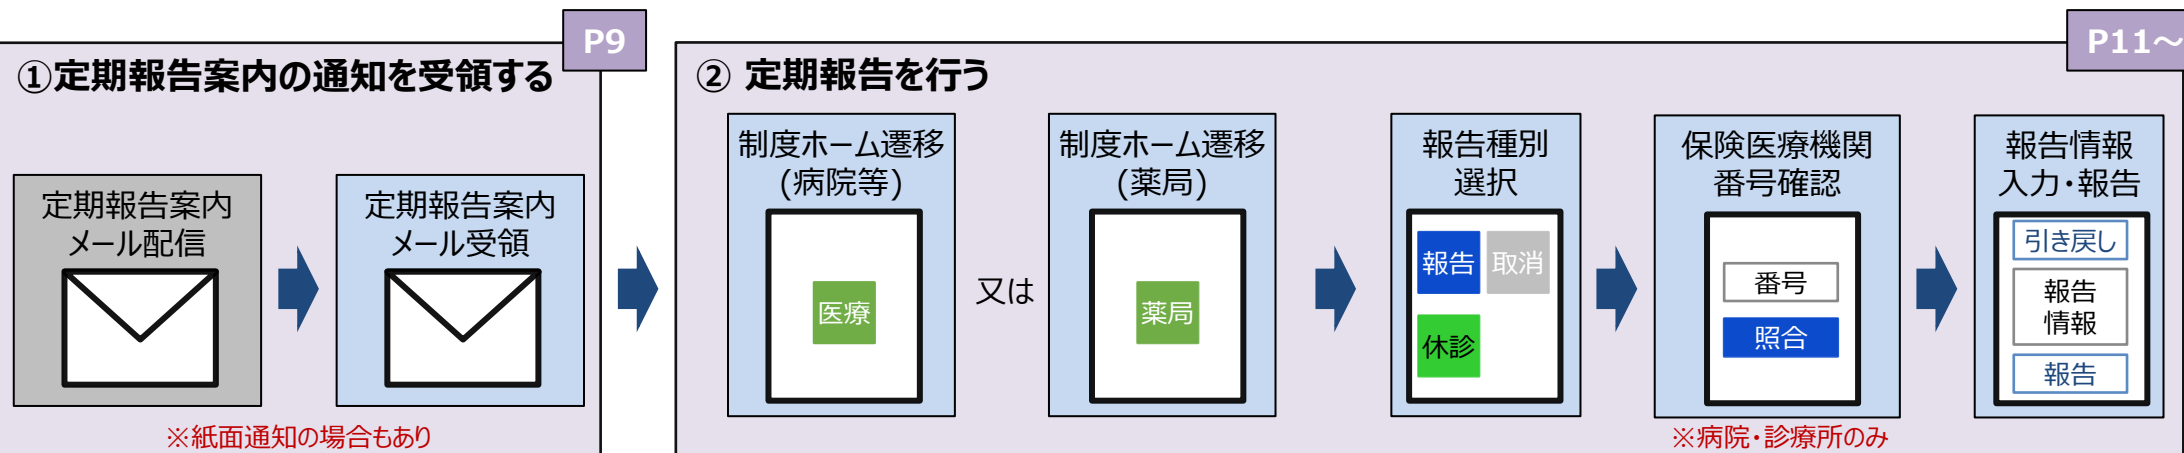 P9
①定期報告案内の通知を受領する
定期報告案内
メール配信
定期報告案内
メール受領
※紙面通知の場合もあり
P11～
② 定期報告を行う
制度ホーム遷移
(病院等)
医療
又は
制度ホーム遷移
(薬局)
薬局
報告種別
選択
報告
取消
休診
保険医療機関
番号確認
番号
照合
※病院・診療所のみ
報告情報
入力・報告
引き戻し
報告
情報
報告